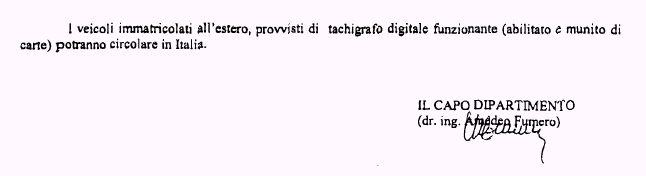 I veicoli immatricolati all'estero, provvisti di tachigrafo digitale funzionante (abilitato e munito di
carte) potranno circolare in Italia.
IL CAPO DIPARTIMENTO
(dr. ing. Amedeo Fumero)